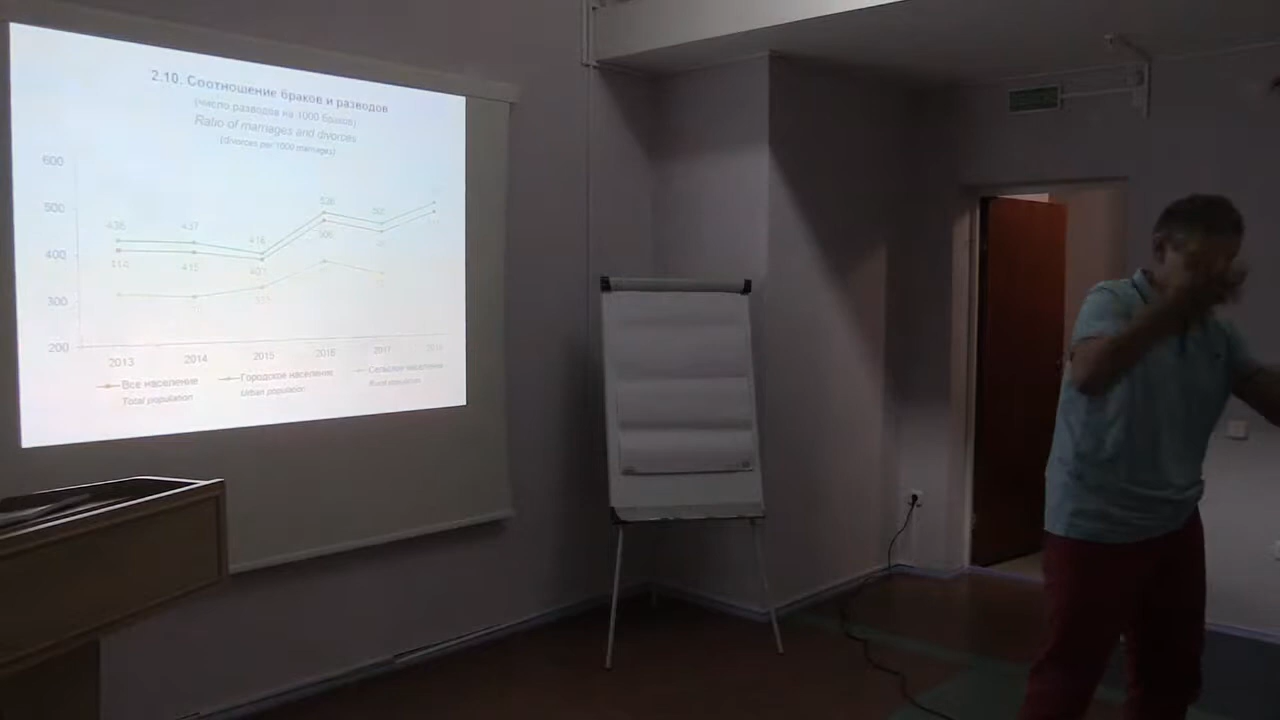 2.10. Соотношение браков и разводов
(число разводов на 1000 браков)
Ratio of marriages and divorces
(divorces per 1000 marriages)
600
500
400
300
200
436
437
416
526
414
415
506
2013
2014
2015
2016
2017
Все население
Городское население
Сельское население
Total population
Urban population
Rural population